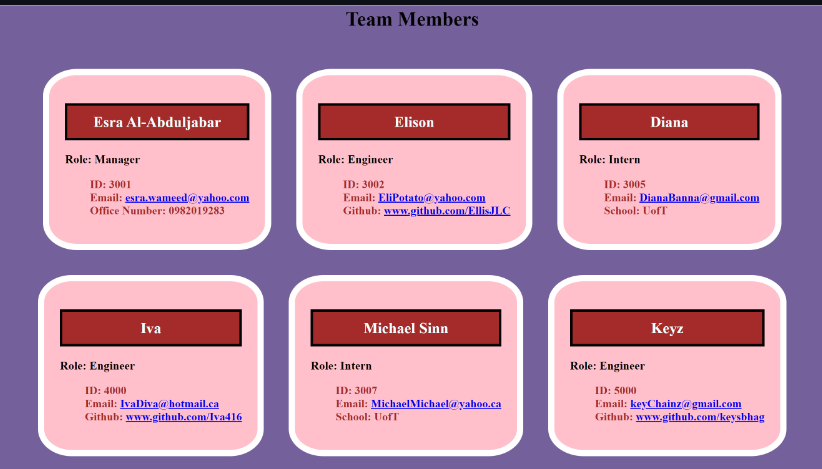 Team Members
Esra Al-Abduljabar
Role: Manager
ID: 3001
Email: esra.wameed@yahoo.com
Office Number: 0982019283
Elison
Role: Engineer
ID: 3002
Email: EliPotato@yahoo.com
Github: www.github.com/EllisJLC
Diana
Role: Intern
ID: 3005
Email: DianaBanna@gmail.com
School: UofT
Iva
Role: Engineer
ID: 4000
Email: IvaDiva@hotmail.ca
Github: www.github.com/Iva416
Michael Sinn
Role: Intern
ID: 3007
Email: MichaelMichael@yahoo.ca
School: UofT
Keyz
Role: Engineer
ID: 5000
Email: keyChainz@gmail.com
Github: www.github.com/keysbhag